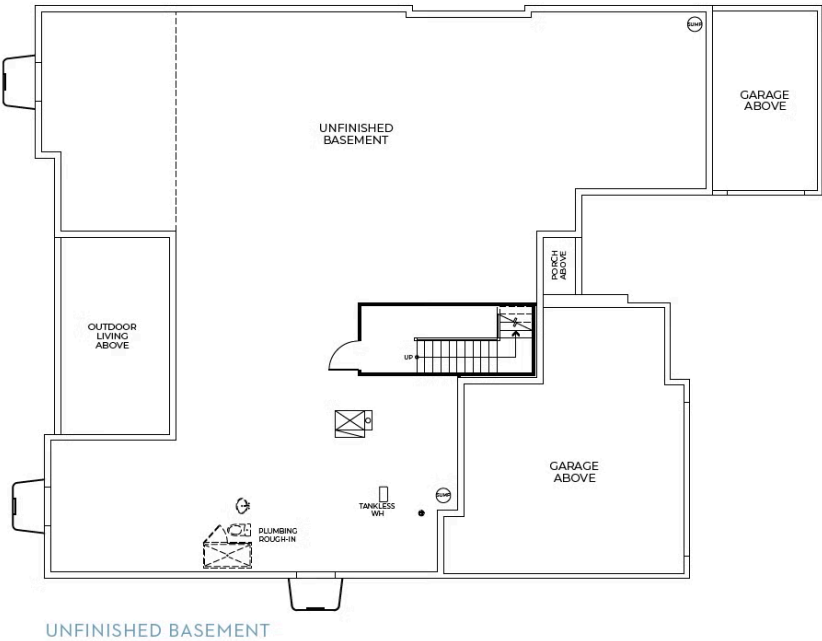 SUMP
GARAGE
ABOVE
UNFINISHED
BASEMENT
PORCH
ABOVE
OUTDOOR
LIVING
ABOVE
UP
GARAGE
ABOVE
SUMP
TANKLESS
WH
PLUMBING
ROUGH-IN
UNFINISHED BASEMENT